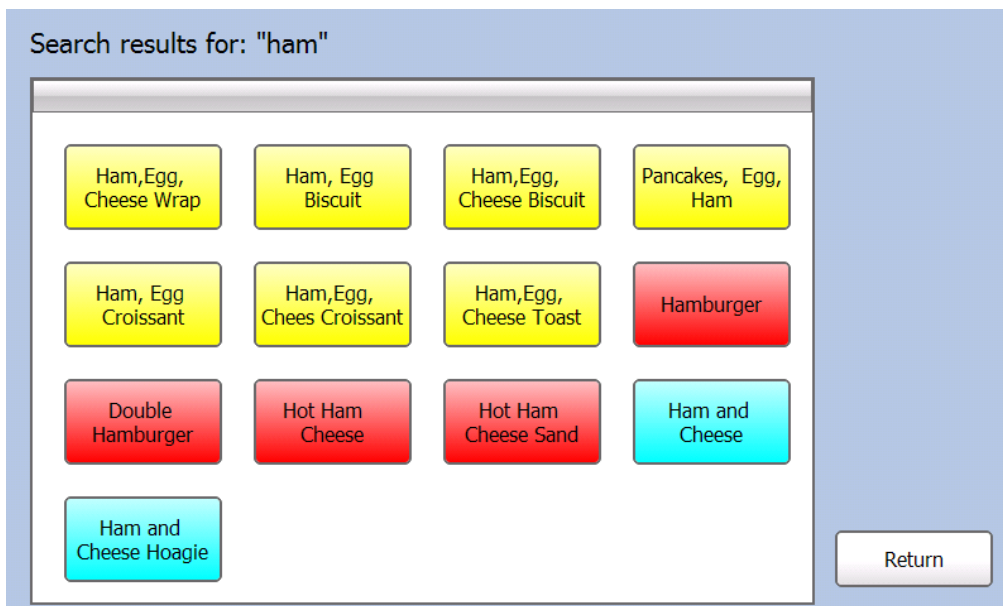 Search results for: "ham"
Ham,Egg,
Cheese Wrap
Ham, Egg
Biscuit
Ham,Egg,
Cheese Biscuit
Pancakes, Egg,
Ham
Ham, Egg
Croissant
Ham,Egg,
Chees Croissant
Ham,Egg,
Cheese Toast
Hamburger
Double
Hamburger
Hot Ham
Cheese
Hot Ham
Cheese Sand
Ham and
Cheese
Ham and
Cheese Hoagie
Return